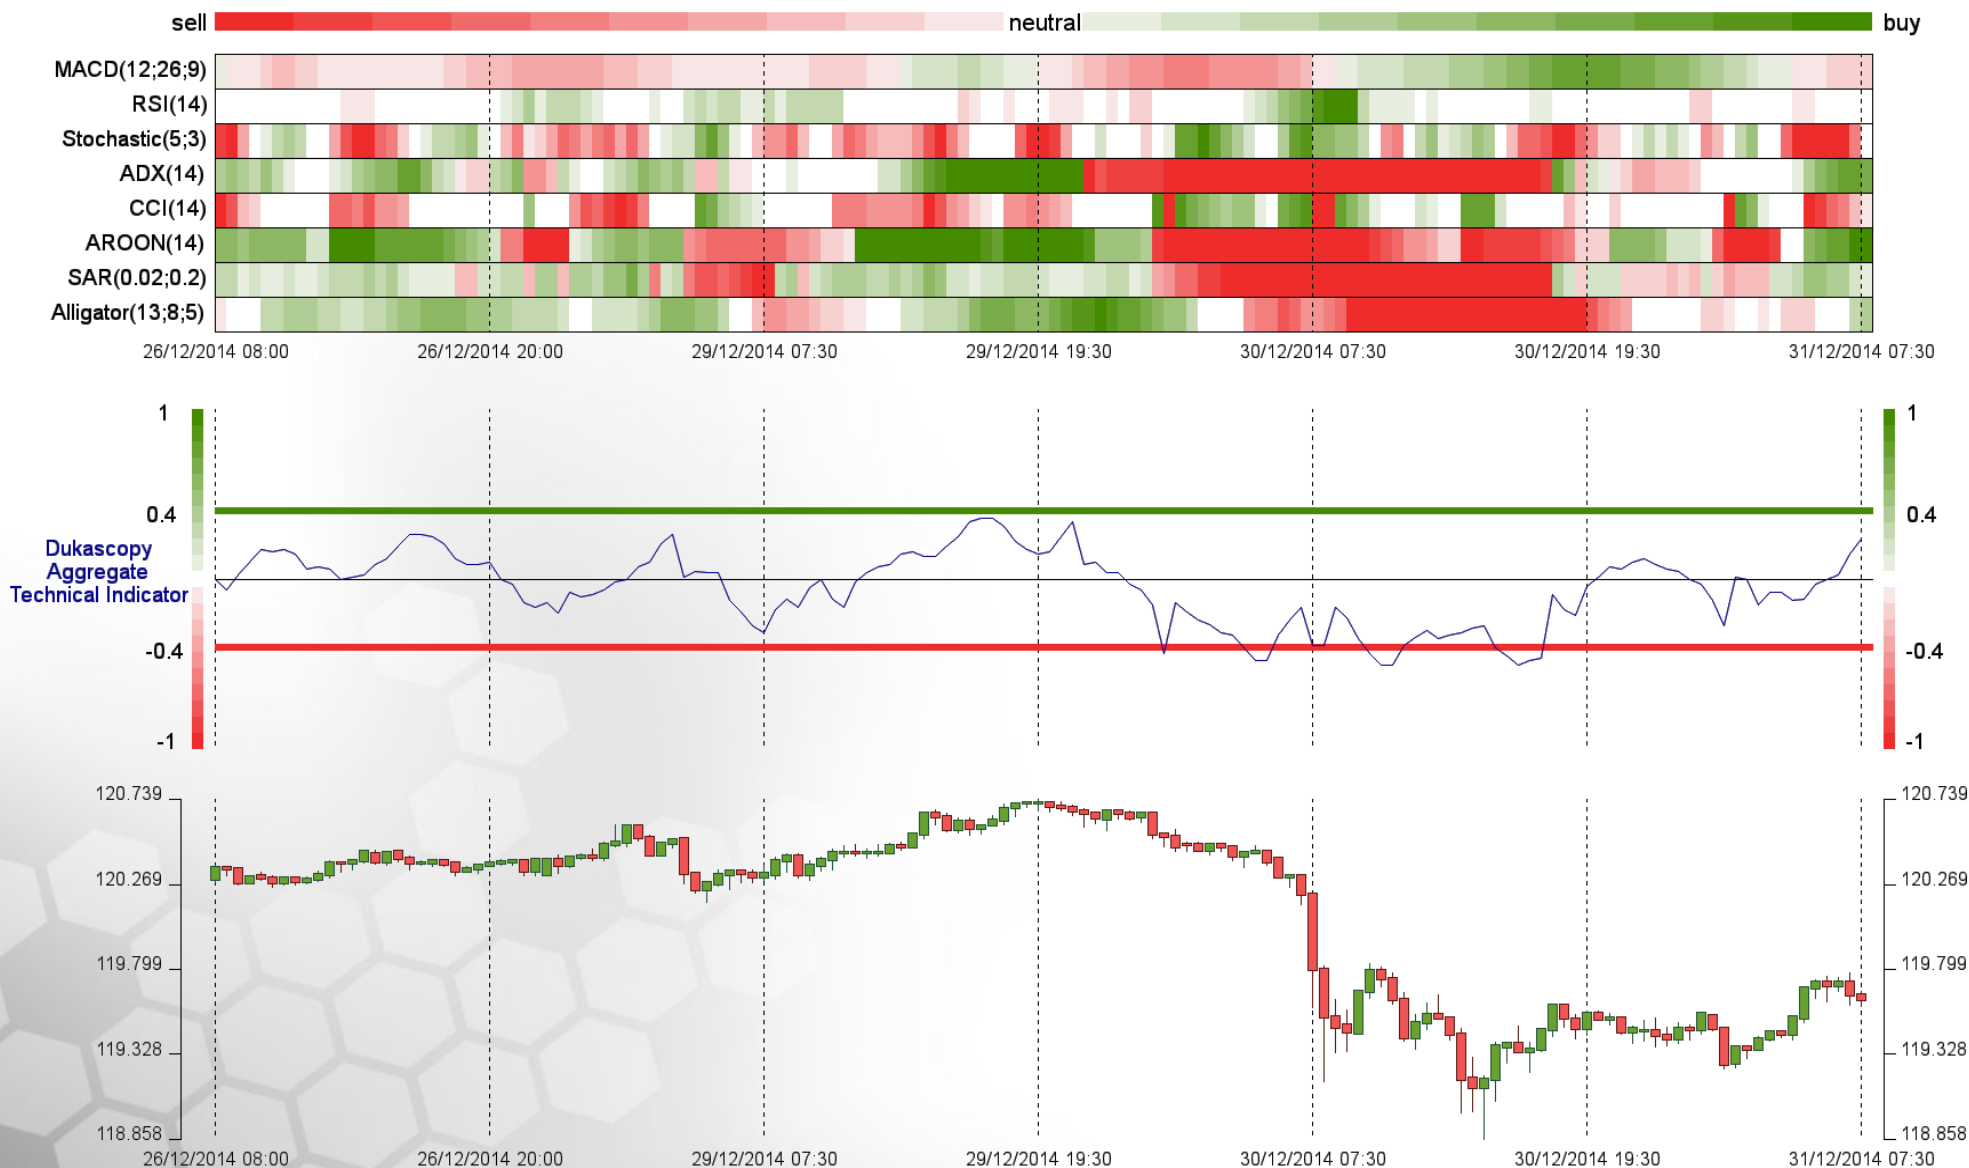 sell neutral buy
MACD(12;26;9)
RSI(14)
Stochastic(5;3)
ADX(14)
CCI(14)
AROON(14)
SAR(0.02;0.2)
Alligator(13;8;5)
26/12/2014 08:00 26/12/2014 20:00 29/12/2014 07:30 29/12/2014 19:30 30/12/2014 07:30 30/12/2014 19:30 31/12/2014 07:30
1 1
0.4 0.4
Dukascopy
Aggregate
Technical Indicator
-0.4 -0.4
-1 -1
120.739 120.739
120.269 120.269
119.799 119.799
119.328 119.328
118.858 118.858
26/12/2014 08:00 26/12/2014 20:00 29/12/2014 07:30 29/12/2014 19:30 30/12/2014 07:30 30/12/2014 19:30 31/12/2014 07:30